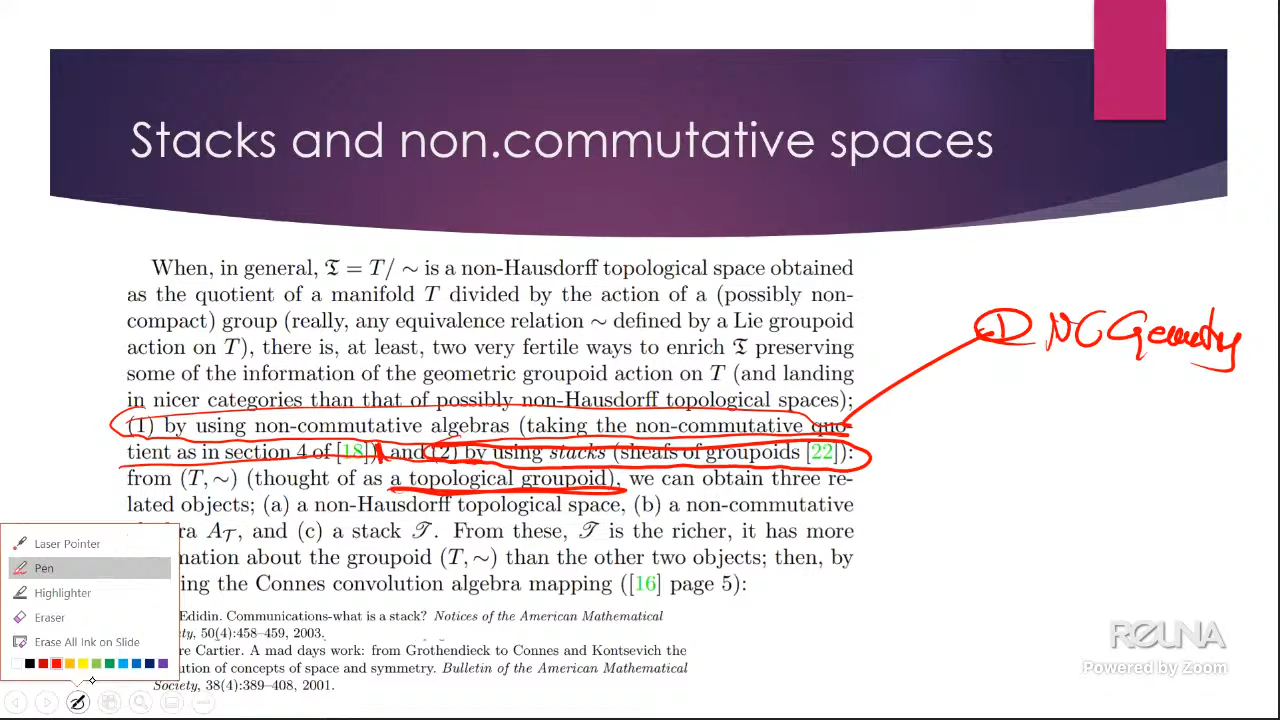 Stacks and non.commutative spaces
When, in general, 𝔗 = T/ ∼ is a non-Hausdorff topological space obtained
as the quotient of a manifold T divided by the action of a (possibly non-
compact) group (really, any equivalence relation ∼ defined by a Lie groupoid
action on T), there is, at least, two very fertile ways to enrich 𝔗 preserving
some of the information of the geometric groupoid action on T (and landing
in nicer categories than that of possibly non-Hausdorff topological spaces);
(1) by using non-commutative algebras (taking the non-commutative quo-
tient as in section 4 of [18]), and (2) by using stacks (sheafs of groupoids [22]):
from (T, ∼) (thought of as a topological groupoid), we can obtain three re-
lated objects; (a) a non-Hausdorff topological space, (b) a non-commutative
A𝒯, and (c) a stack 𝒯. From these, 𝒯 is the richer, it has more
about the groupoid (T, ∼) than the other two objects; then, by
the Connes convolution algebra mapping ([16] page 5):
Edidin. Communications-what is a stack? Notices of the American Mathematical
50(4):458–459, 2003.
Cartier. A mad days work: from Grothendieck to Connes and Kontsevich the
of concepts of space and symmetry. Bulletin of the American Mathematical
Society, 38(4):389–408, 2001.
1 NC Geometry
Laser Pointer
Pen
Highlighter
Eraser
Erase All Ink on Slide
REUNA
Powered by Zoom